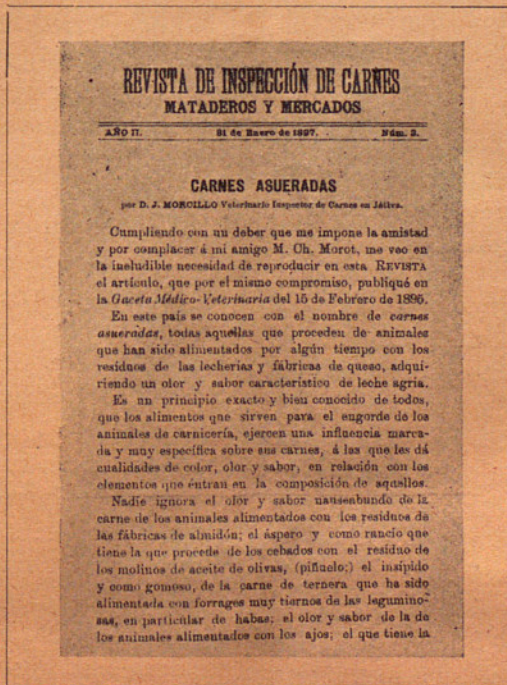 REVISTA DE INSPECCIÓN DE CARNES
MATADEROS Y MERCADOS
AÑO II. 31 de Enero de 1897. Núm. 2.
CARNES ASUERADAS
por D. J. MORCILLO Veterinario Inspector de Carnes en Játiva.
Cumpliendo con un deber que me impone la amistad
y por complacer á mi amigo M. Ch. Morot, me veo en
la ineludible necesidad de reproducir en esta REVISTA
el artículo, que por el mismo compromiso, publiqué en
la Gaceta Médico-Veterinaria del 15 de Febrero de 1895.
En este país se conocen con el nombre de carnes
asueradas, todas aquellas que proceden de animales
que han sido alimentados por algún tiempo con los
residuos de las lecherias y fábricas de queso, adqui-
riendo un olor y sabor característico de leche agria.
Es un principio exacto y bien conocido de todos,
que los alimentos que sirven para el engorde de los
animales de carnicería, ejercen una influencia marca-
da y muy específica sobre sus carnes, á las que les dá
cualidades de color, olor y sabor, en relación con los
elementos que éntran en la composición de aquellos.
Nadie ignora el olor y sabor nauseabundo de la
carne de los animales alimentados con los residuos de
las fábricas de almidón; el áspero y como rancio que
tiene la que procede de los cebados con el residuo de
los molinos de aceite de olivas, (piñuelo;) el insípido
y como gomoso, de la carne de ternera que ha sido
alimentada con forrages muy tiernos de las legumino-
sas, en particular de habas; el olor y sabor de la de
los animales alimentados con los ajos; el que tiene la